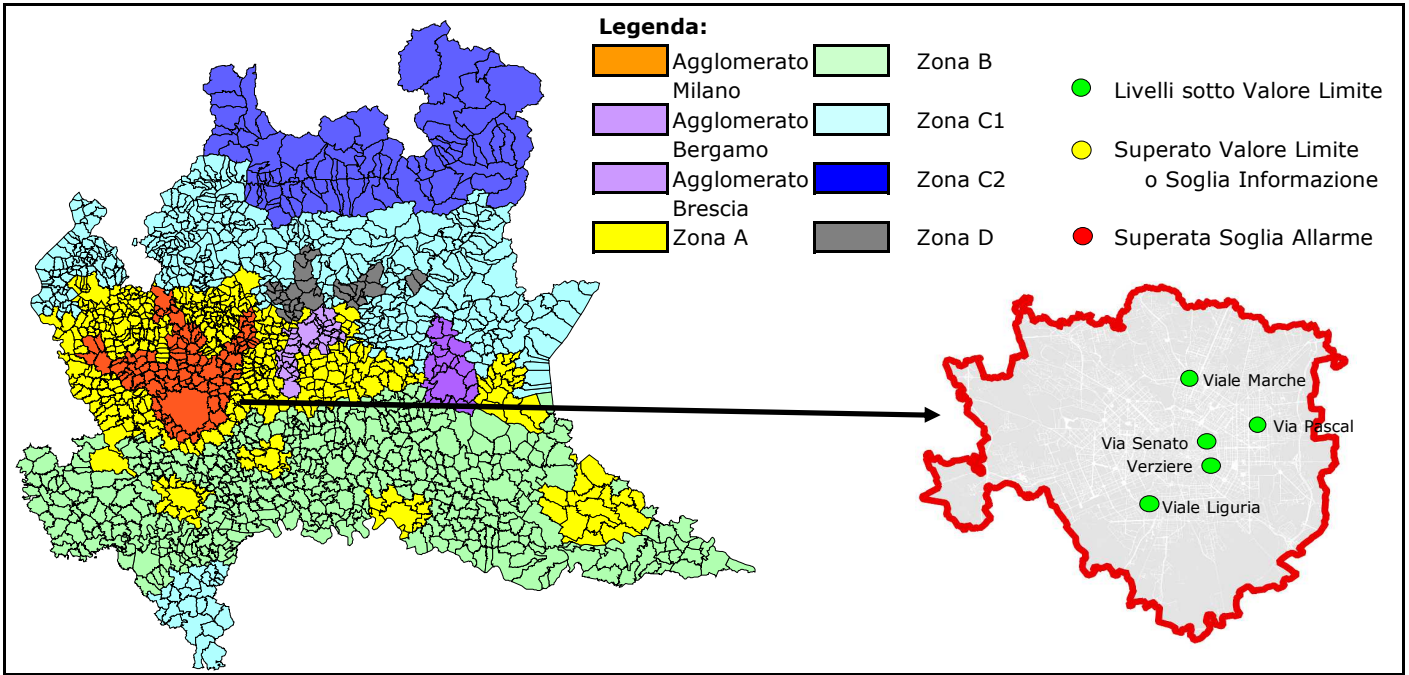 Legenda:
Agglomerato
Milano
Agglomerato
Bergamo
Agglomerato
Brescia
Zona A
Zona B
Zona C1
Zona C2
Zona D
Livelli sotto Valore Limite
Superato Valore Limite
o Soglia Informazione
Superata Soglia Allarme
Viale Marche
Via Pascal
Via Senato
Verziere
Viale Liguria